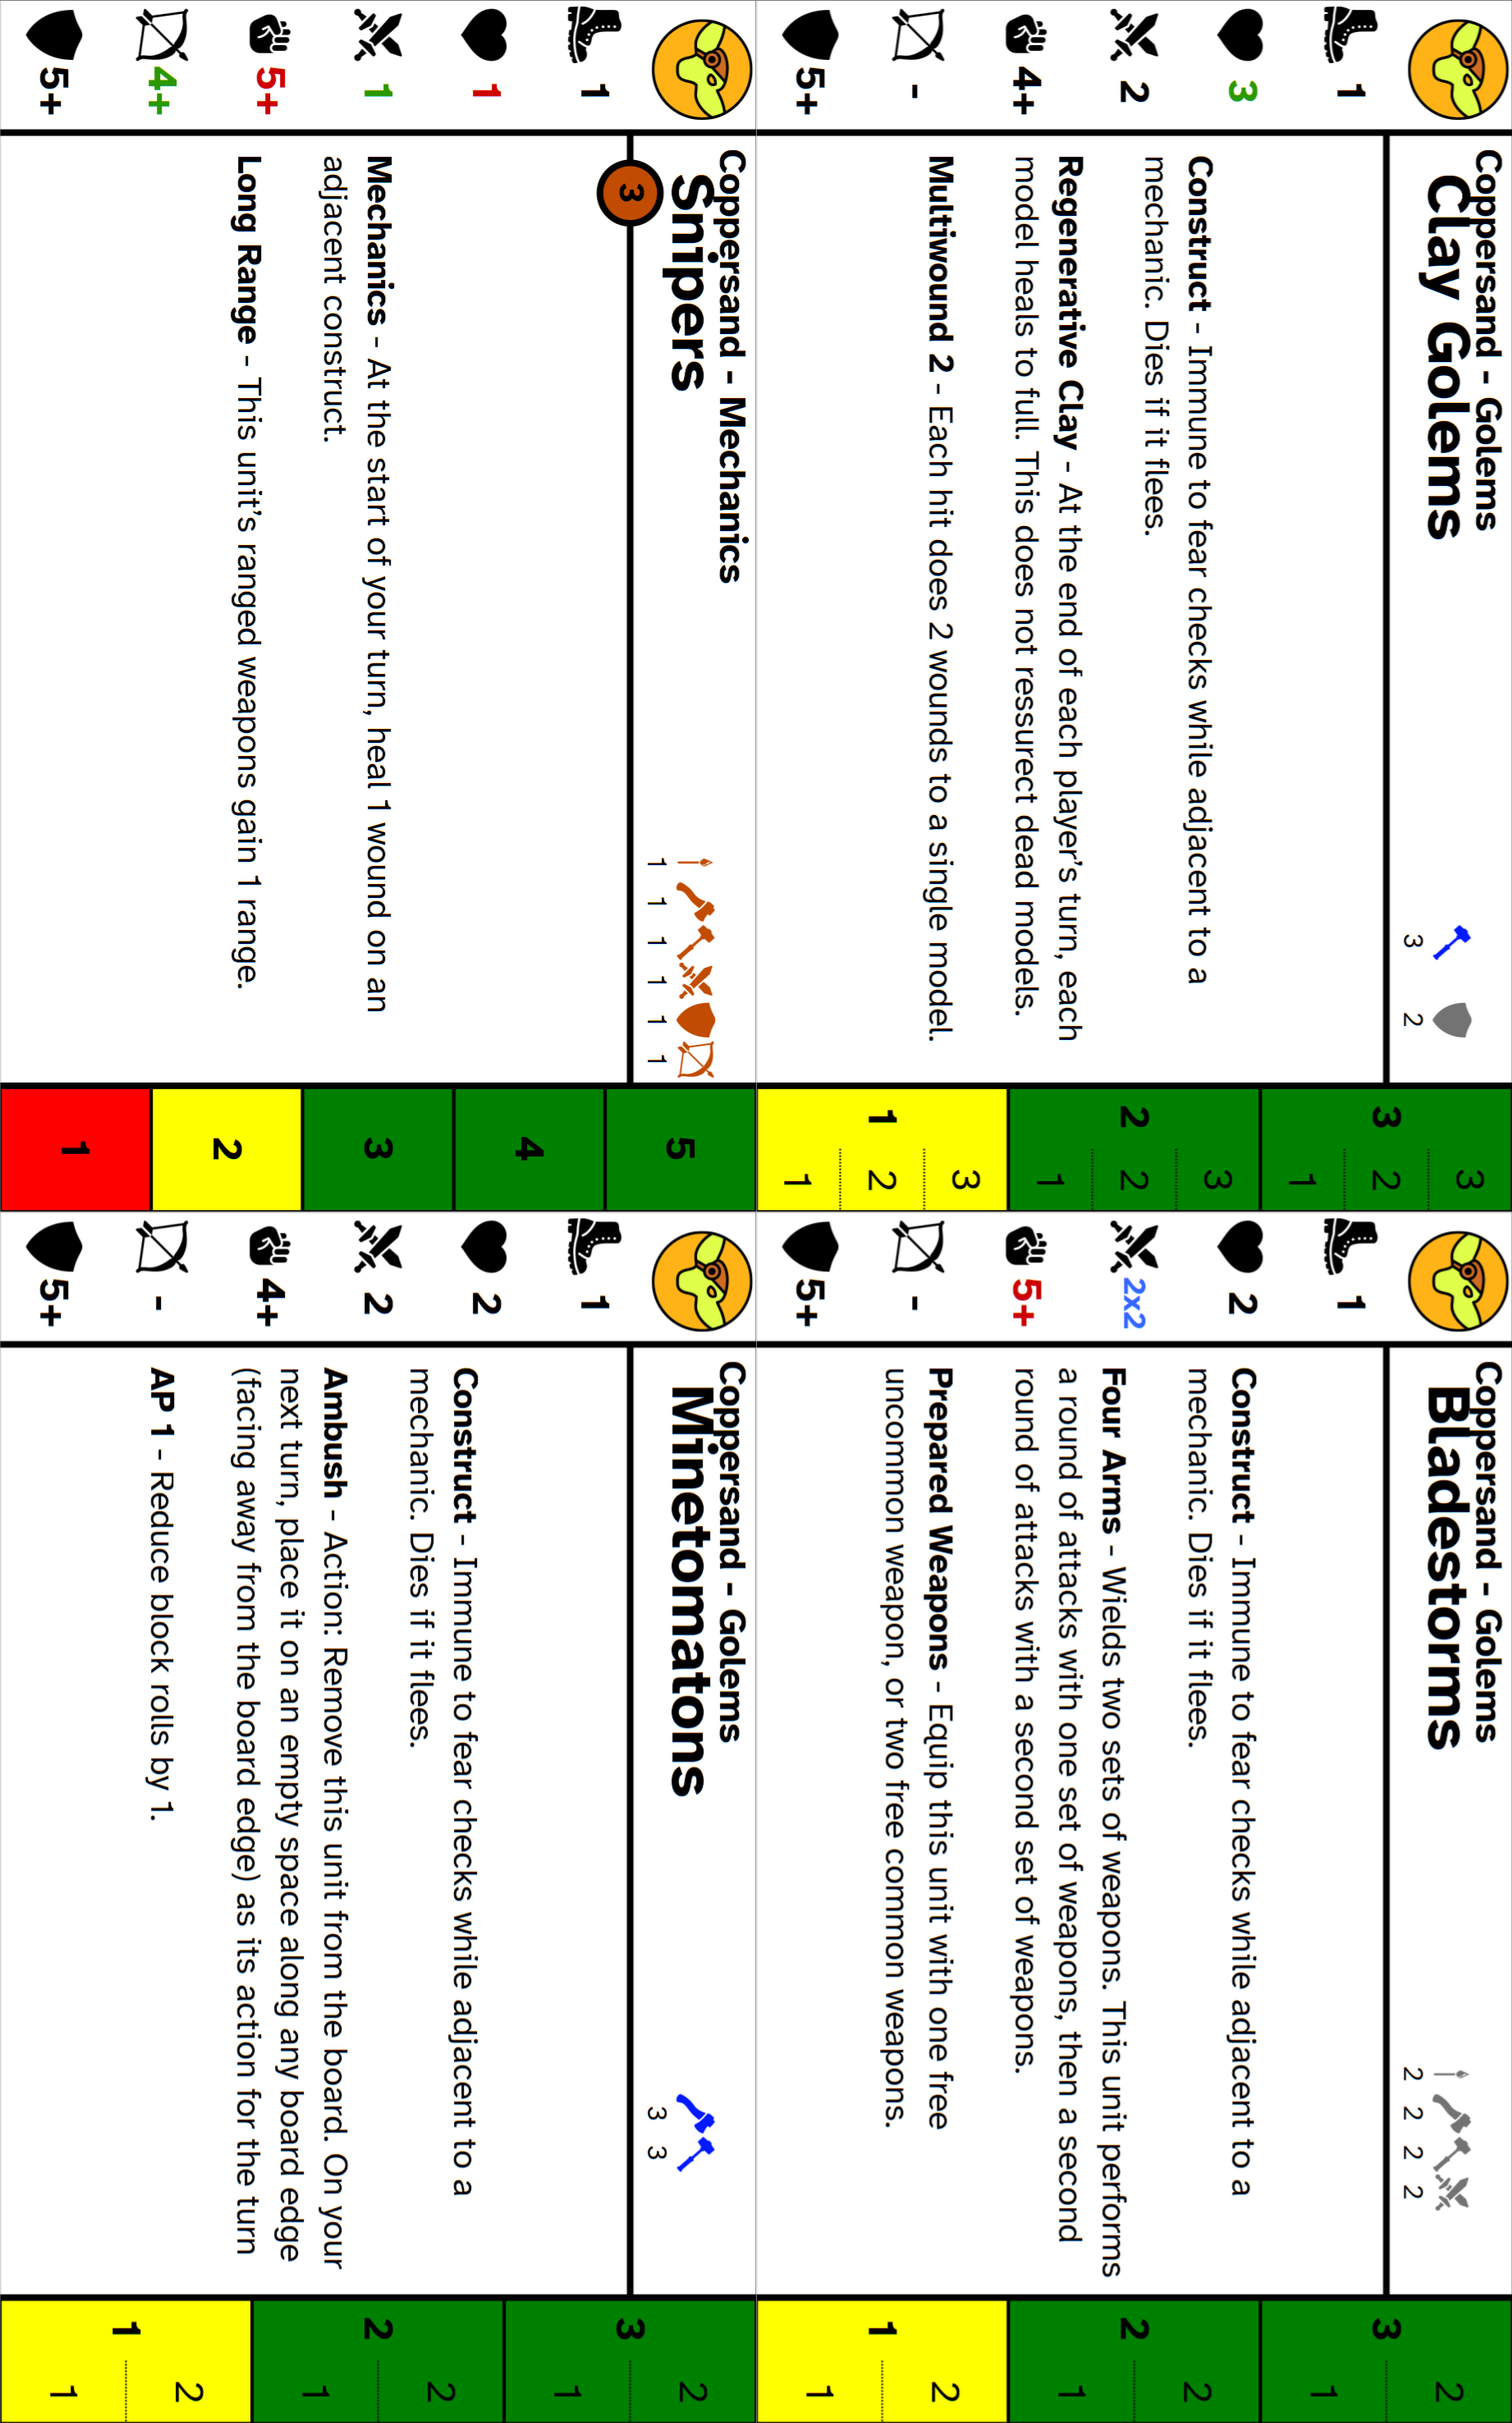 Coppersand - Golems
Clay Golems
3 2
1
3
2
4+
-
5+
Construct - Immune to fear checks while adjacent to a
mechanic. Dies if it flees.
Regenerative Clay - At the end of each player's turn, each
model heals to full. This does not ressurect dead models.
Multiwound 2 - Each hit does 2 wounds to a single model.
3
3
2
1
2
3
2
1
1
3
2
1
Coppersand - Golems
Bladestorms
2 2 2 2
1
2
2x2
5+
-
5+
Construct - Immune to fear checks while adjacent to a
mechanic. Dies if it flees.
Four Arms - Wields two sets of weapons. This unit performs
a round of attacks with one set of weapons, then a second
round of attacks with a second set of weapons.
Prepared Weapons - Equip this unit with one free
uncommon weapon, or two free common weapons.
3
2
1
2
2
1
1
2
1
Coppersand - Mechanics
Snipers
3
1 1 1 1 1 1
1
1
1
5+
4+
5+
Mechanics - At the start of your turn, heal 1 wound on an
adjacent construct.
Long Range - This unit's ranged weapons gain 1 range.
5
4
3
2
1
Coppersand - Golems
Minetomatons
3 3
1
2
2
4+
-
5+
Construct - Immune to fear checks while adjacent to a
mechanic. Dies if it flees.
Ambush - Action: Remove this unit from the board. On your
next turn, place it on an empty space along any board edge
(facing away from the board edge) as its action for the turn
AP 1 - Reduce block rolls by 1.
3
2
1
2
2
1
1
2
1